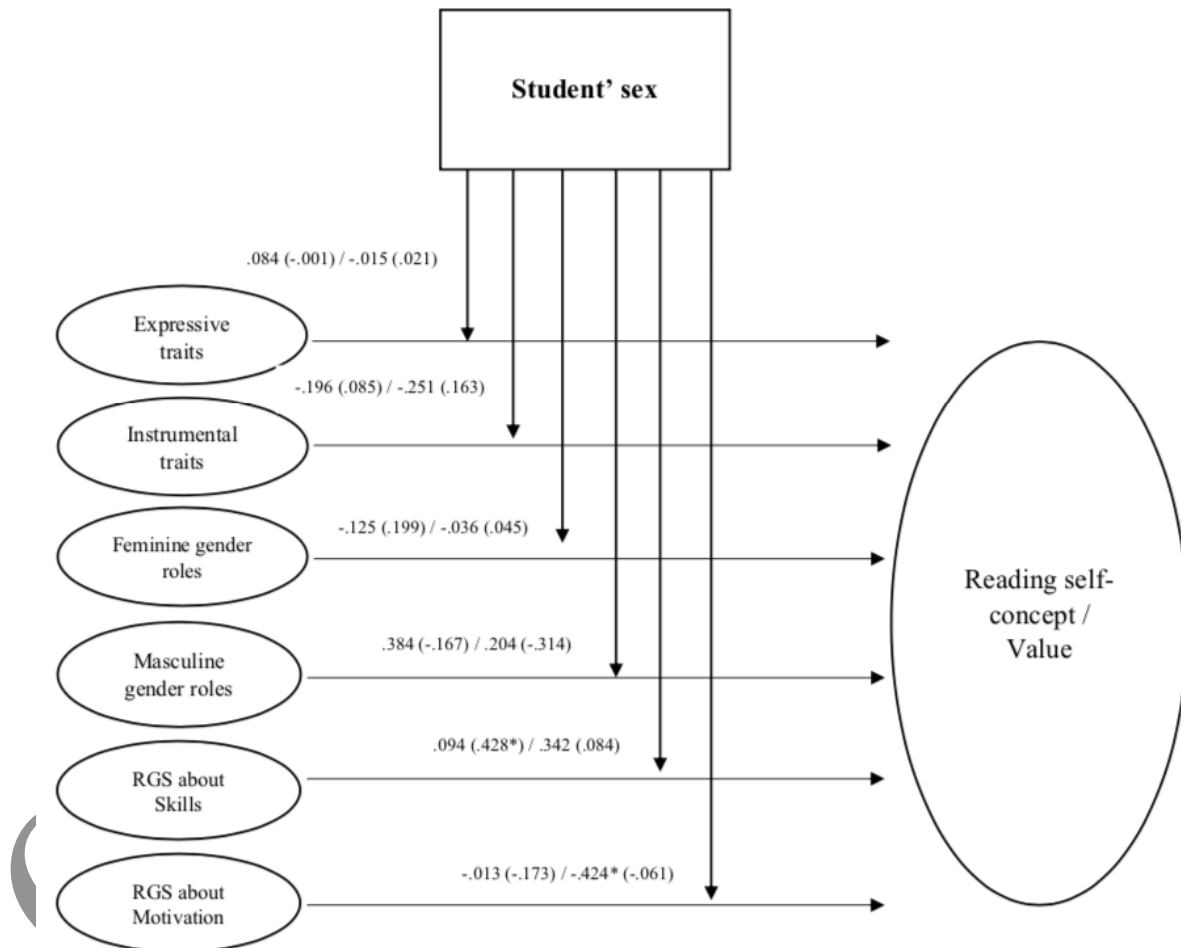 Student' sex
.084 (-.001) / -.015 (.021)
Expressive
traits
-.196 (.085) / -.251 (.163)
Instrumental
traits
-.125 (.199) / -.036 (.045)
Feminine gender
roles
Reading self-
concept /
Value
.384 (-.167) / .204 (-.314)
Masculine
gender roles
.094 (.428*) / .342 (.084)
RGS about
Skills
-.013 (-.173) / -.424* (-.061)
RGS about
Motivation